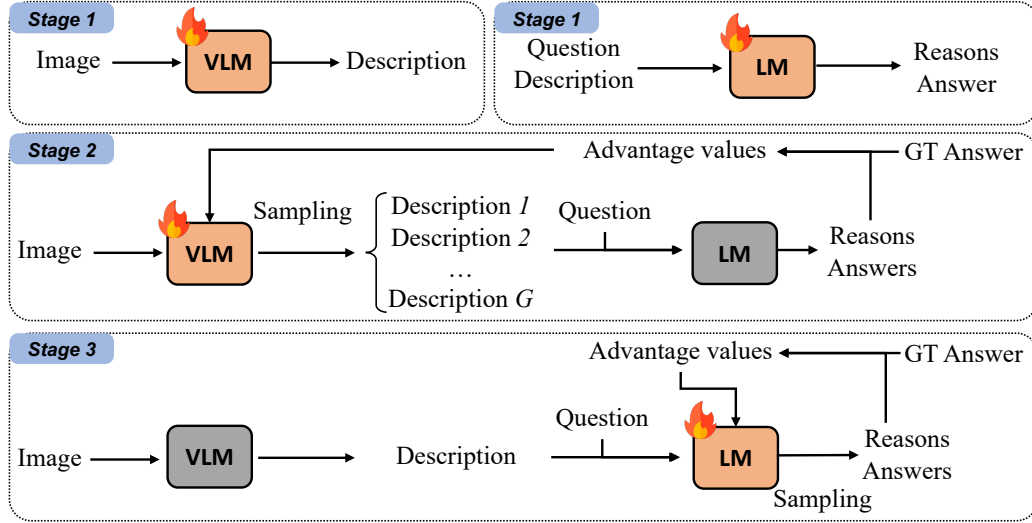 Stage 1
Image
VLM
Description
Stage 1
Question
Description
LM
Reasons
Answer
Stage 2
Advantage values
GT Answer
Image
VLM
Sampling
Description 1
Description 2
...
Description G
Question
LM
Reasons
Answers
Stage 3
Advantage values
GT Answer
Image
VLM
Description
Question
LM
Sampling
Reasons
Answers